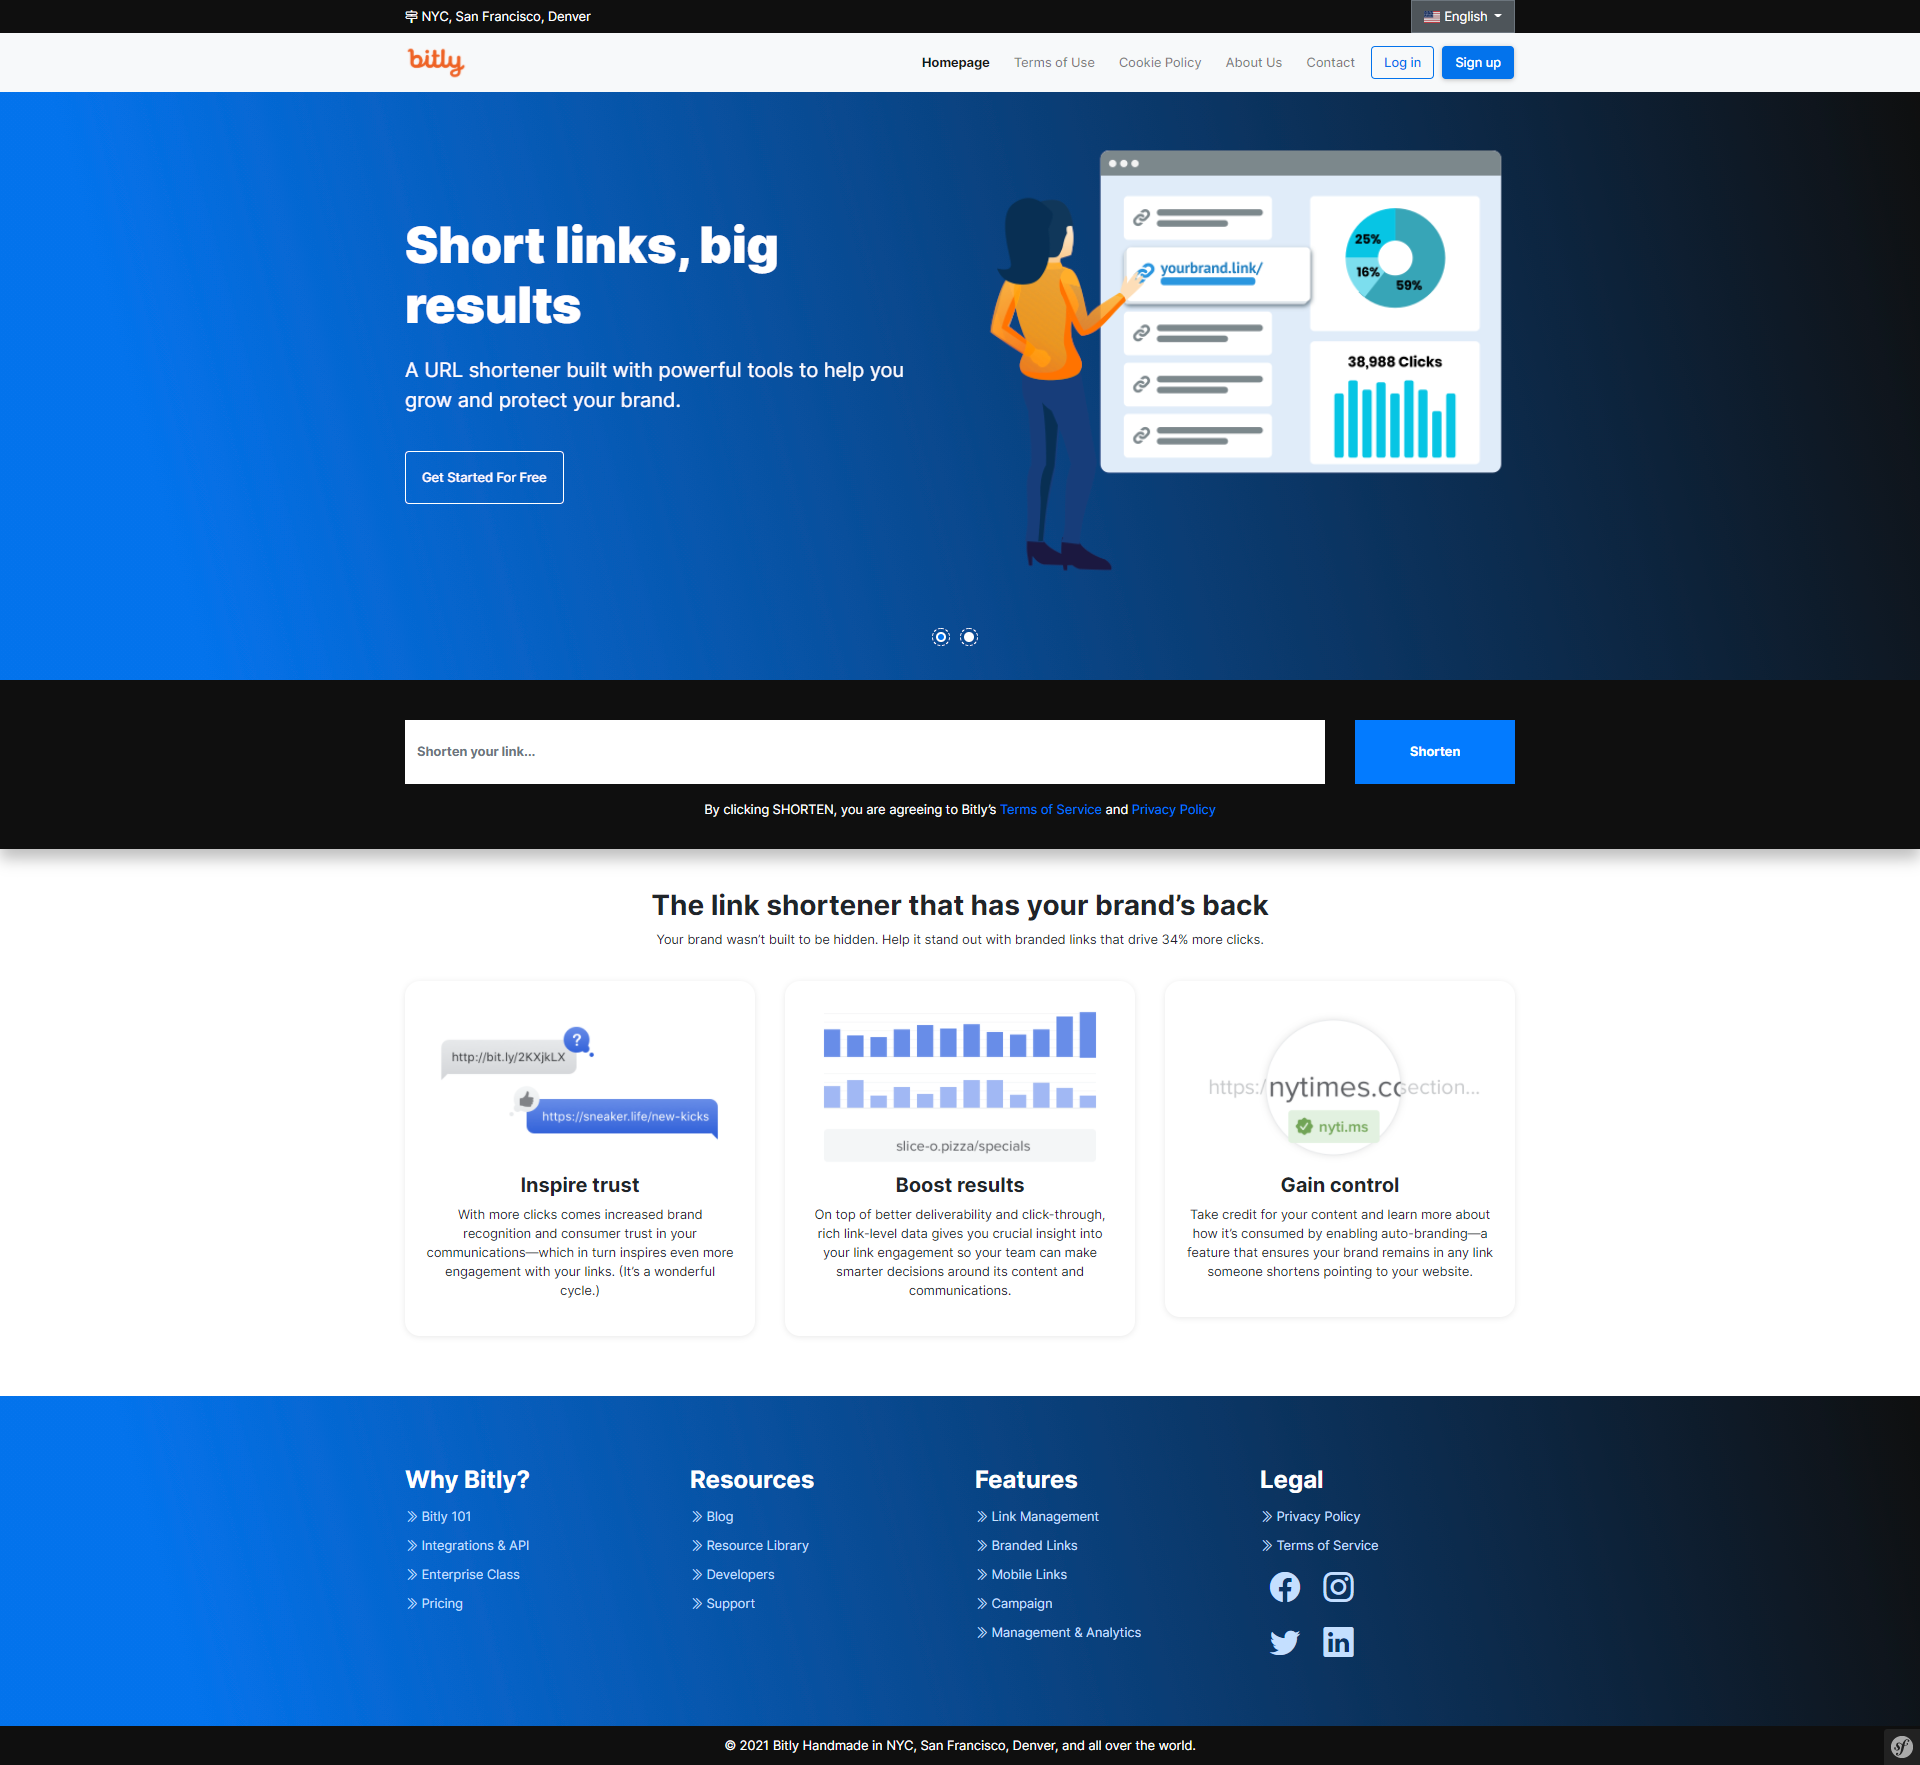 NYC, San Francisco, Denver
English
bitly
Homepage
Terms of Use
Cookie Policy
About Us
Contact
Log in
Sign up
Short links, big
results
A URL shortener built with powerful tools to help you
grow and protect your brand.
Get Started For Free
yourbrand.link/
25%
16%
59%
38,988 Clicks
Shorten your link...
Shorten
By clicking SHORTEN, you are agreeing to Bitly’s Terms of Service and Privacy Policy
The link shortener that has your brand’s back
Your brand wasn’t built to be hidden. Help it stand out with branded links that drive 34% more clicks.
?
http://bit.ly/2KXjkLX
https://sneaker.life/new-kicks
Inspire trust
With more clicks comes increased brand
recognition and consumer trust in your
communications—which in turn inspires even more
engagement with your links. (It’s a wonderful
cycle.)
slice-o.pizza/specials
Boost results
On top of better deliverability and click-through,
rich link-level data gives you crucial insight into
your link engagement so your team can make
smarter decisions around its content and
communications.
https:/nytimes.cosection...
nyti.ms
Gain control
Take credit for your content and learn more about
how it’s consumed by enabling auto-branding—a
feature that ensures your brand remains in any link
someone shortens pointing to your website.
Why Bitly?
Bitly 101
Integrations & API
Enterprise Class
Pricing
Resources
Blog
Resource Library
Developers
Support
Features
Link Management
Branded Links
Mobile Links
Campaign
Management & Analytics
Legal
Privacy Policy
Terms of Service
in
© 2021 Bitly Handmade in NYC, San Francisco, Denver, and all over the world.
sf